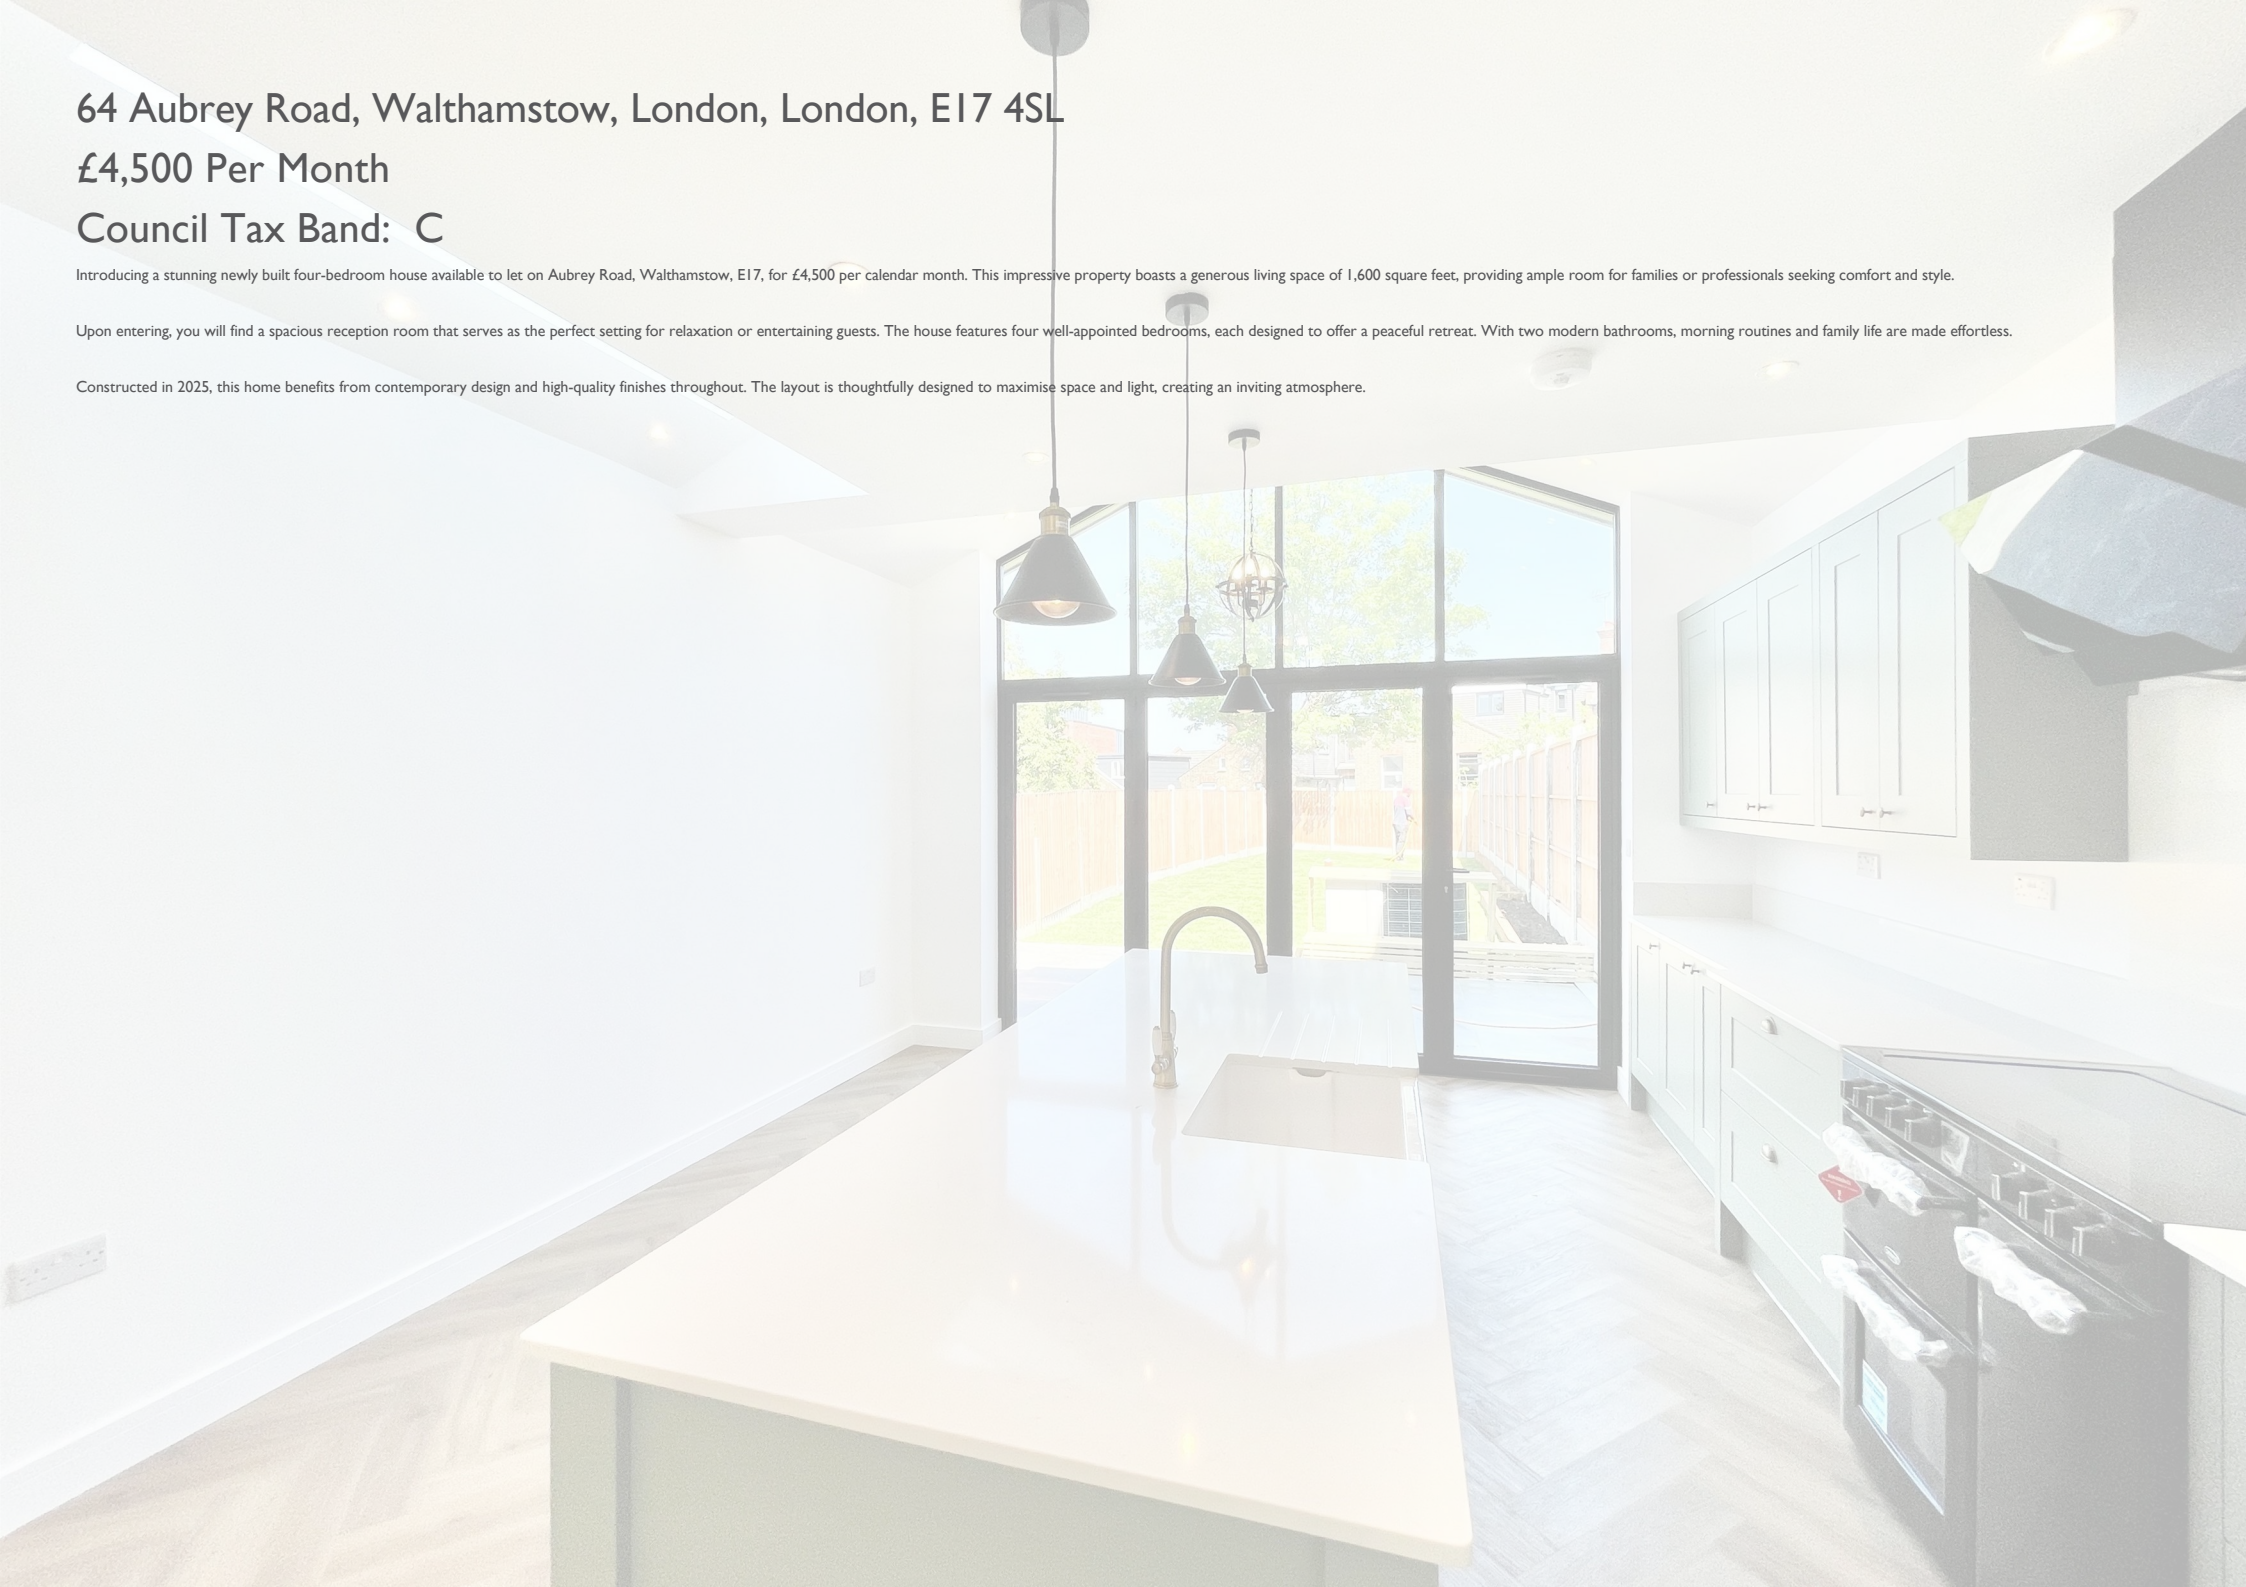 64 Aubrey Road, Walthamstow, London, London, E17 4SL
£4,500 Per Month
Council Tax Band:  C
Introducing a stunning newly built four-bedroom house available to let on Aubrey Road, Walthamstow, E17, for £4,500 per calendar month. This impressive property boasts a generous living space of 1,600 square feet, providing ample room for families or professionals seeking comfort and style.
Upon entering, you will find a spacious reception room that serves as the perfect setting for relaxation or entertaining guests. The house features four well-appointed bedrooms, each designed to offer a peaceful retreat. With two modern bathrooms, morning routines and family life are made effortless.
Constructed in 2025, this home benefits from contemporary design and high-quality finishes throughout. The layout is thoughtfully designed to maximise space and light, creating an inviting atmosphere.